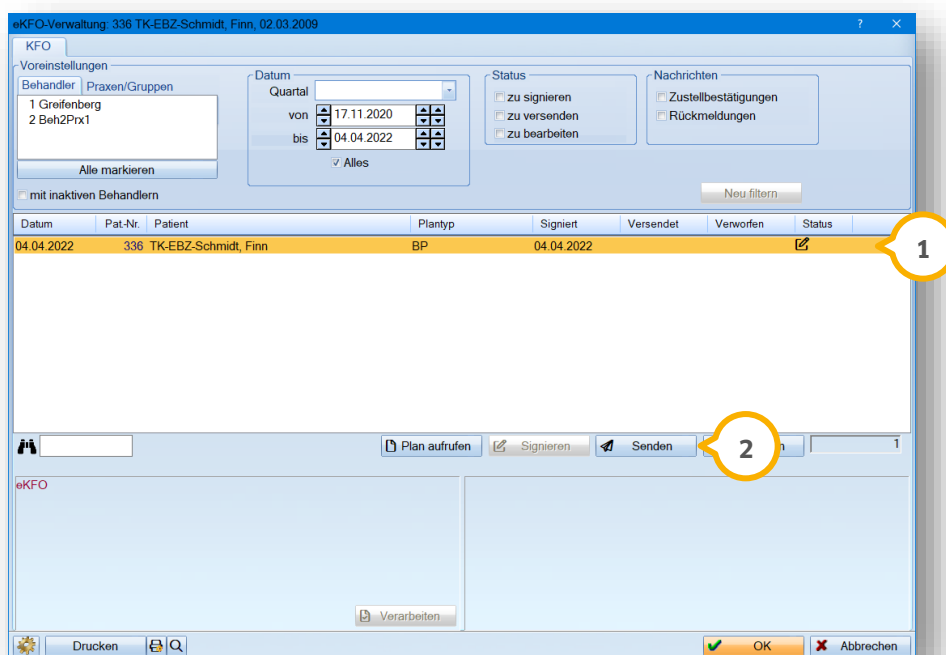 eKFO-Verwaltung: 336 TK-EBZ-Schmidt, Finn, 02.03.2009 ?
KFO
Voreinstellungen
Behandler Praxen/Gruppen
1 Greifenberg
2 Beh2Prx1
Alle markieren
mit inaktiven Behandlern
Datum
Quartal
von 17.11.2020
bis 04.04.2022
Alles
Status
zu signieren
zu versenden
zu bearbeiten
Nachrichten
Zustellbestätigungen
Rückmeldungen
Neu filtern
Datum Pat.-Nr. Patient Plantyp Signiert Versendet Verworfen Status
04.04.2022 336 TK-EBZ-Schmidt, Finn BP 04.04.2022
1
Plan aufrufen Signieren Senden 2 1
eKFO
Verarbeiten
Drucken OK Abbrechen